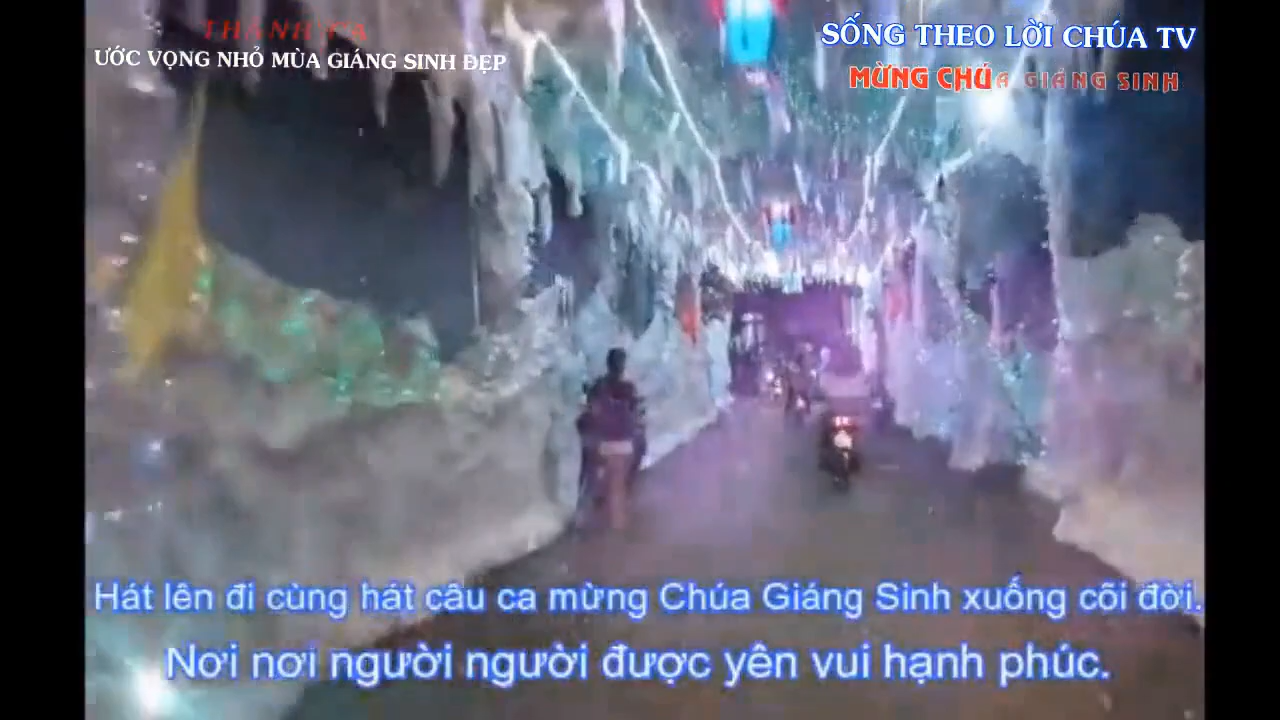 THÁNH CA
ƯỚC VỌNG NHỎ MÙA GIÁNG SINH ĐẸP
SỐNG THEO LỜI CHÚA TV
MỪNG CHÚA GIÁNG SINH
Hát lên đi cùng hát câu ca mừng Chúa Giáng Sinh xuống cõi đời.
Nơi nơi người người được yên vui hạnh phúc.